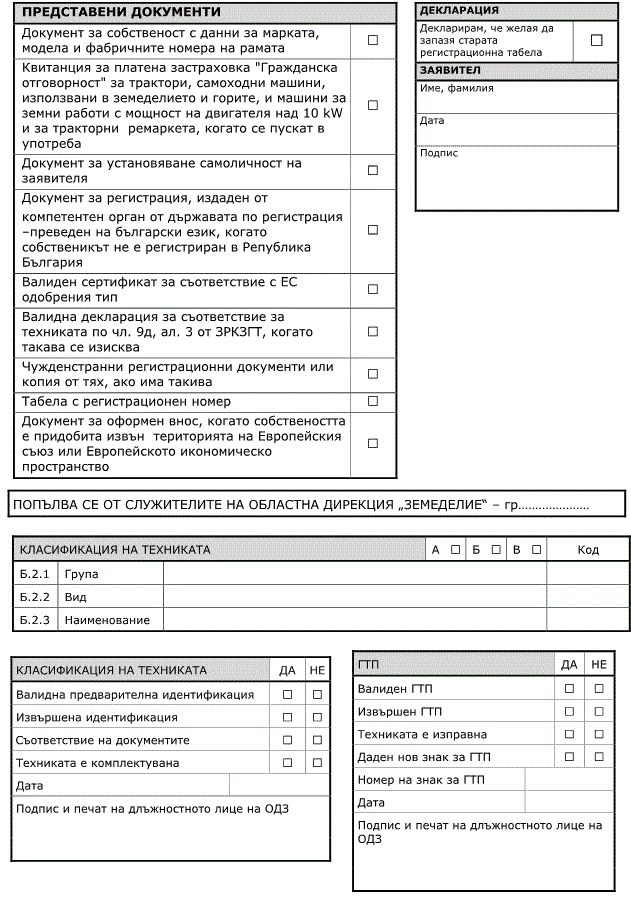 ПРЕДСТАВЕНИ ДОКУМЕНТИ
Документ за собственост с данни за марката,
модела и фабричните номера на рамата
Квитанция за платена застраховка "Гражданска
отговорност" за трактори, самоходни машини,
използвани в земеделието и горите, и машини за
земни работи с мощност на двигателя над 10 kW
и за тракторни ремаркета, когато се пускат в
употреба
Документ за установяване самоличност на
заявителя
Документ за регистрация, издаден от
компетентен орган от държавата по регистрация
–преведен на български език, когато
собственикът не е регистриран в Република
България
Валиден сертификат за съответствие с ЕС
одобрения тип
Валидна декларация за съответствие за
техниката по чл. 9д, ал. 3 от ЗРКЗГТ, когато
такава се изисква
Чужденстранни регистрационни документи или
копия от тях, ако има такива
Табела с регистрационен номер
Документ за оформен внос, когато собствеността
е придобита извън територията на Европейския
съюз или Европейското икономическо
пространство
ДЕКЛАРАЦИЯ
Декларирам, че желая да
запазя старата
регистрационна табела
ЗАЯВИТЕЛ
Име, фамилия
Дата
Подпис
ПОПЪЛВА СЕ ОТ СЛУЖИТЕЛИТЕ НА ОБЛАСТНА ДИРЕКЦИЯ „ЗЕМЕДЕЛИЕ“ – гр.....................
КЛАСИФИКАЦИЯ НА ТЕХНИКАТА А ☐ Б ☐ В ☐ Код
Б.2.1 Група
Б.2.2 Вид
Б.2.3 Наименование
КЛАСИФИКАЦИЯ НА ТЕХНИКАТА ДА НЕ
Валидна предварителна идентификация ☐ ☐
Извършена идентификация ☐ ☐
Съответствие на документите ☐ ☐
Техниката е комплектувана ☐ ☐
Дата
Подпис и печат на длъжностното лице на ОДЗ
ГТП ДА НЕ
Валиден ГТП ☐ ☐
Извършен ГТП ☐ ☐
Техниката е изправна ☐ ☐
Даден нов знак за ГТП ☐ ☐
Номер на знак за ГТП
Дата
Подпис и печат на длъжностното лице на
ОДЗ